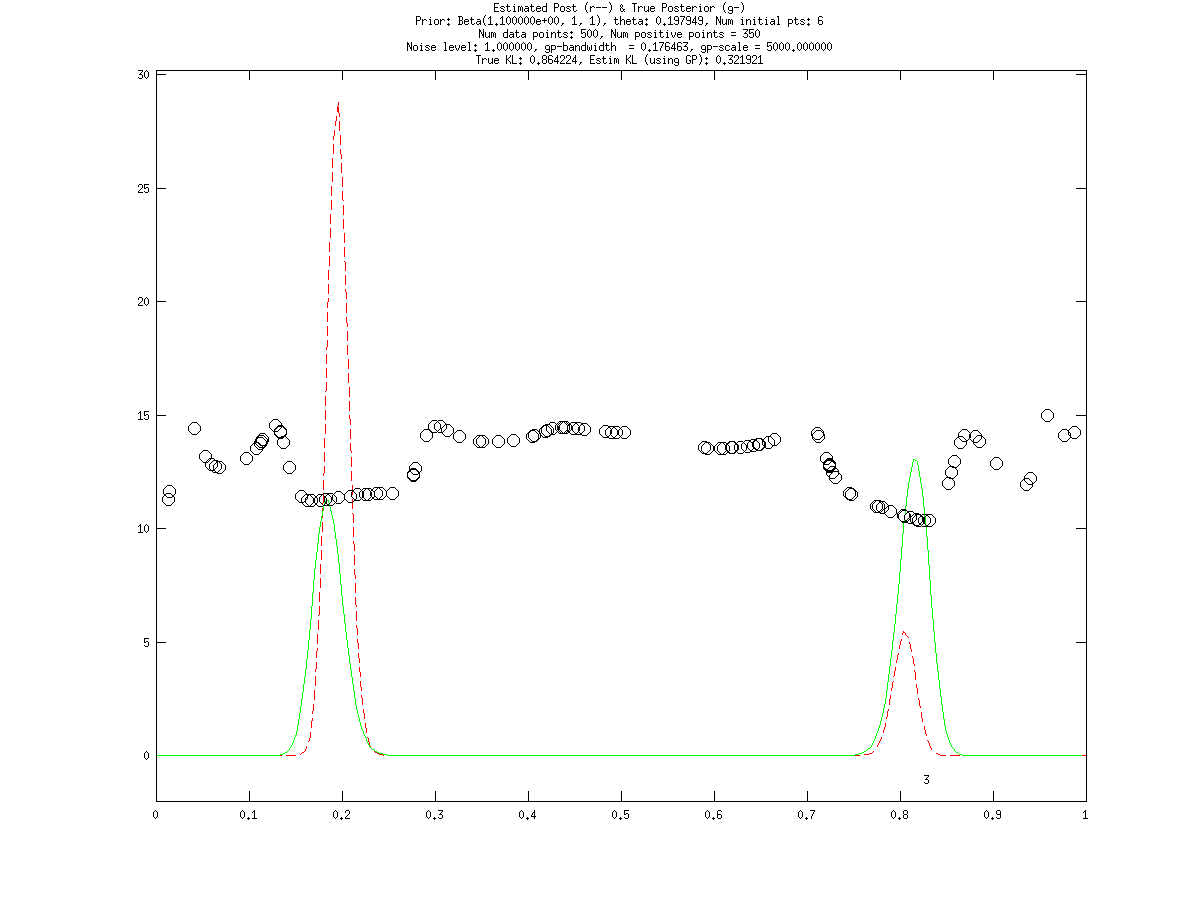 Estimated Post (r--) & True Posterior (g-)
Prior: Beta(1.100000e+00, 1, 1), theta: 0.197949, Num initial pts: 6
Num data points: 500, Num positive points = 350
Noise level: 1.000000, gp-bandwidth  = 0.176463, gp-scale = 5000.000000
True KL: 0.864224, Estim KL (using GP): 0.321921
30
25
20
15
10
5
0
3
0 0.1 0.2 0.3 0.4 0.5 0.6 0.7 0.8 0.9 1